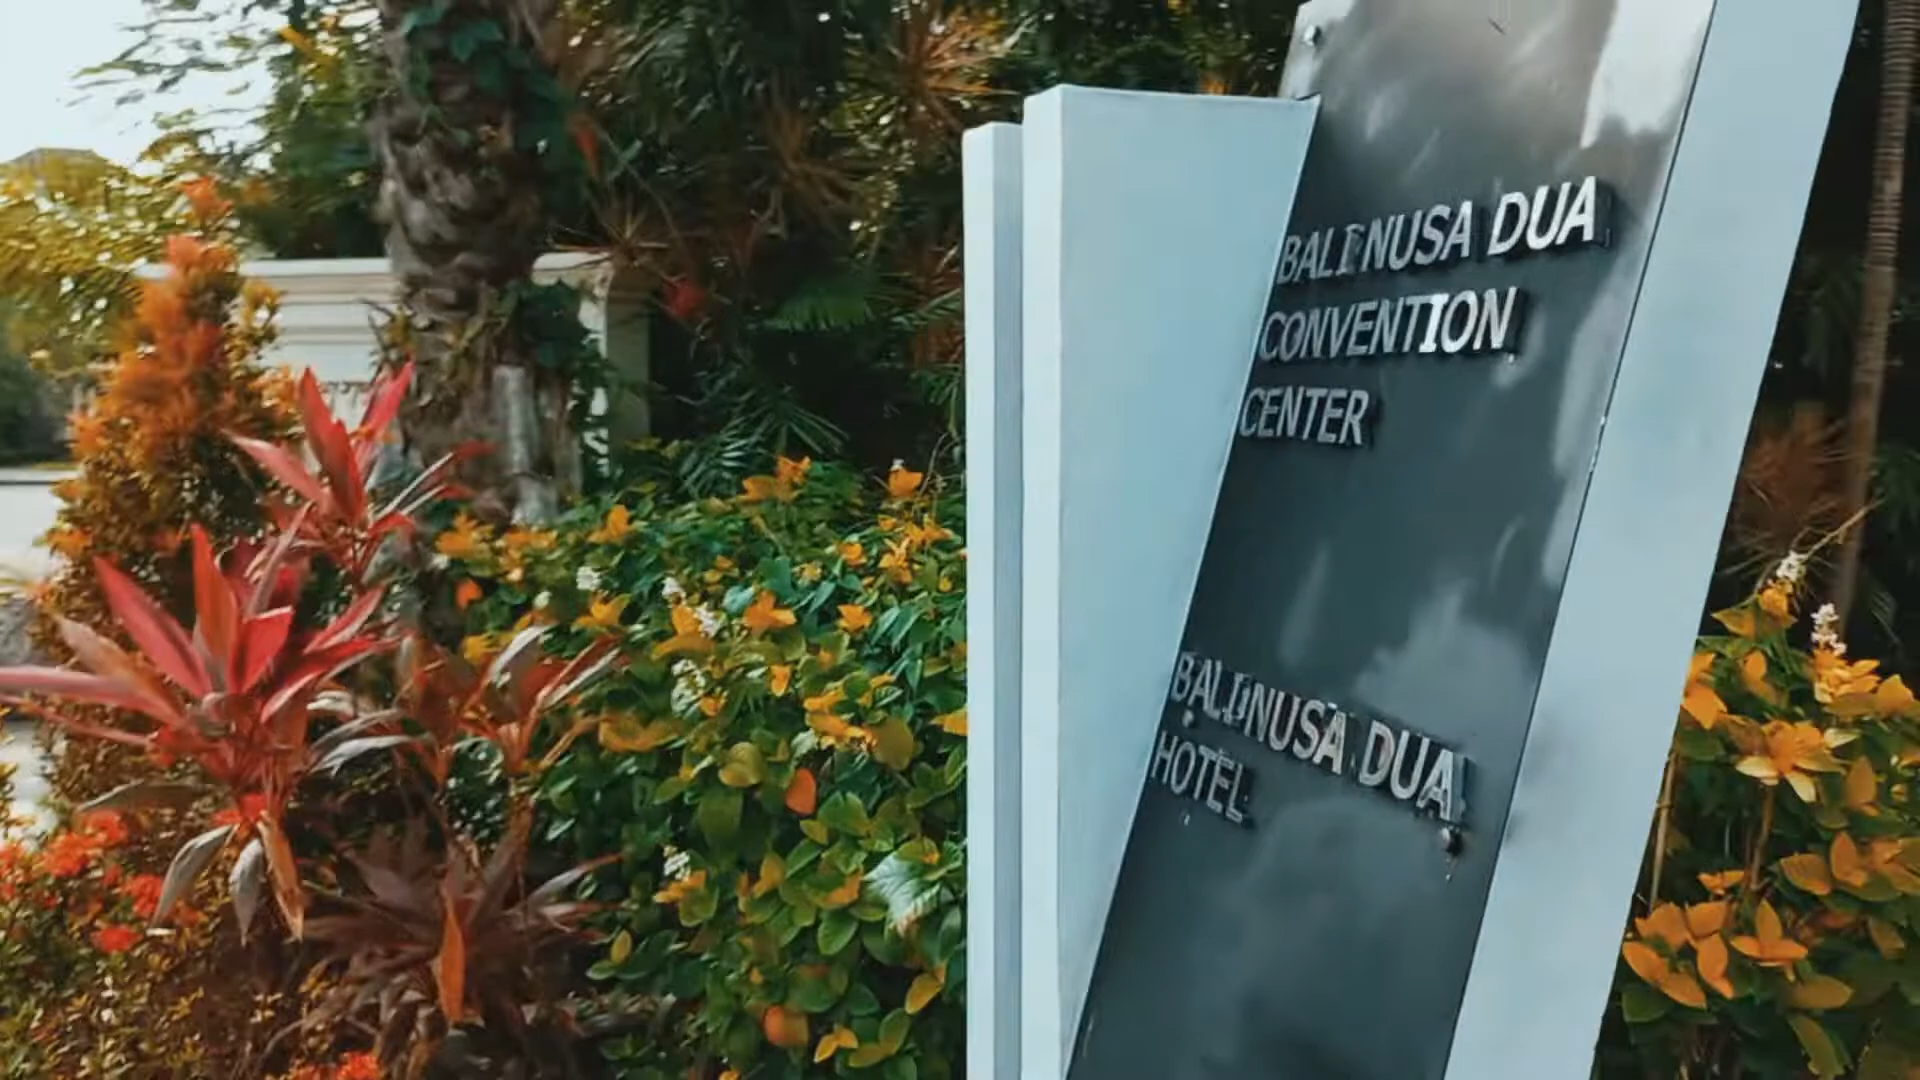 BALI NUSA DUA
CONVENTION
CENTER
BALI NUSA DUA
HOTEL